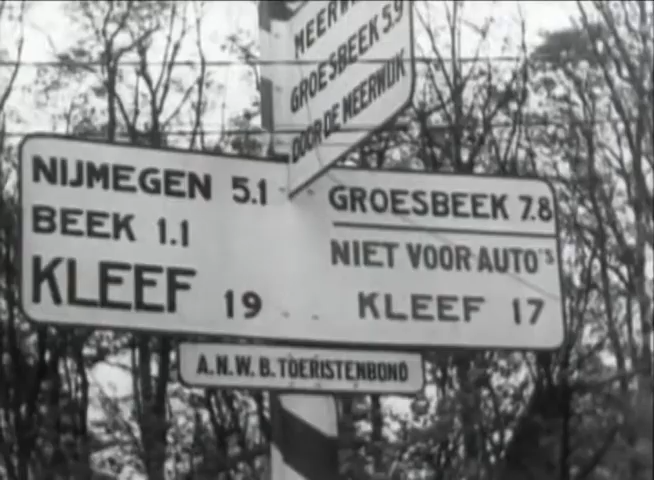 GROESBEEK 5.9
DOOR DE MEERWIJK
NIJMEGEN 5.1
BEEK 1.1
KLEEF 19
GROESBEEK 7.8
NIET VOOR AUTO'S
KLEEF 17
A.N.W.B. TOERISTENBOND